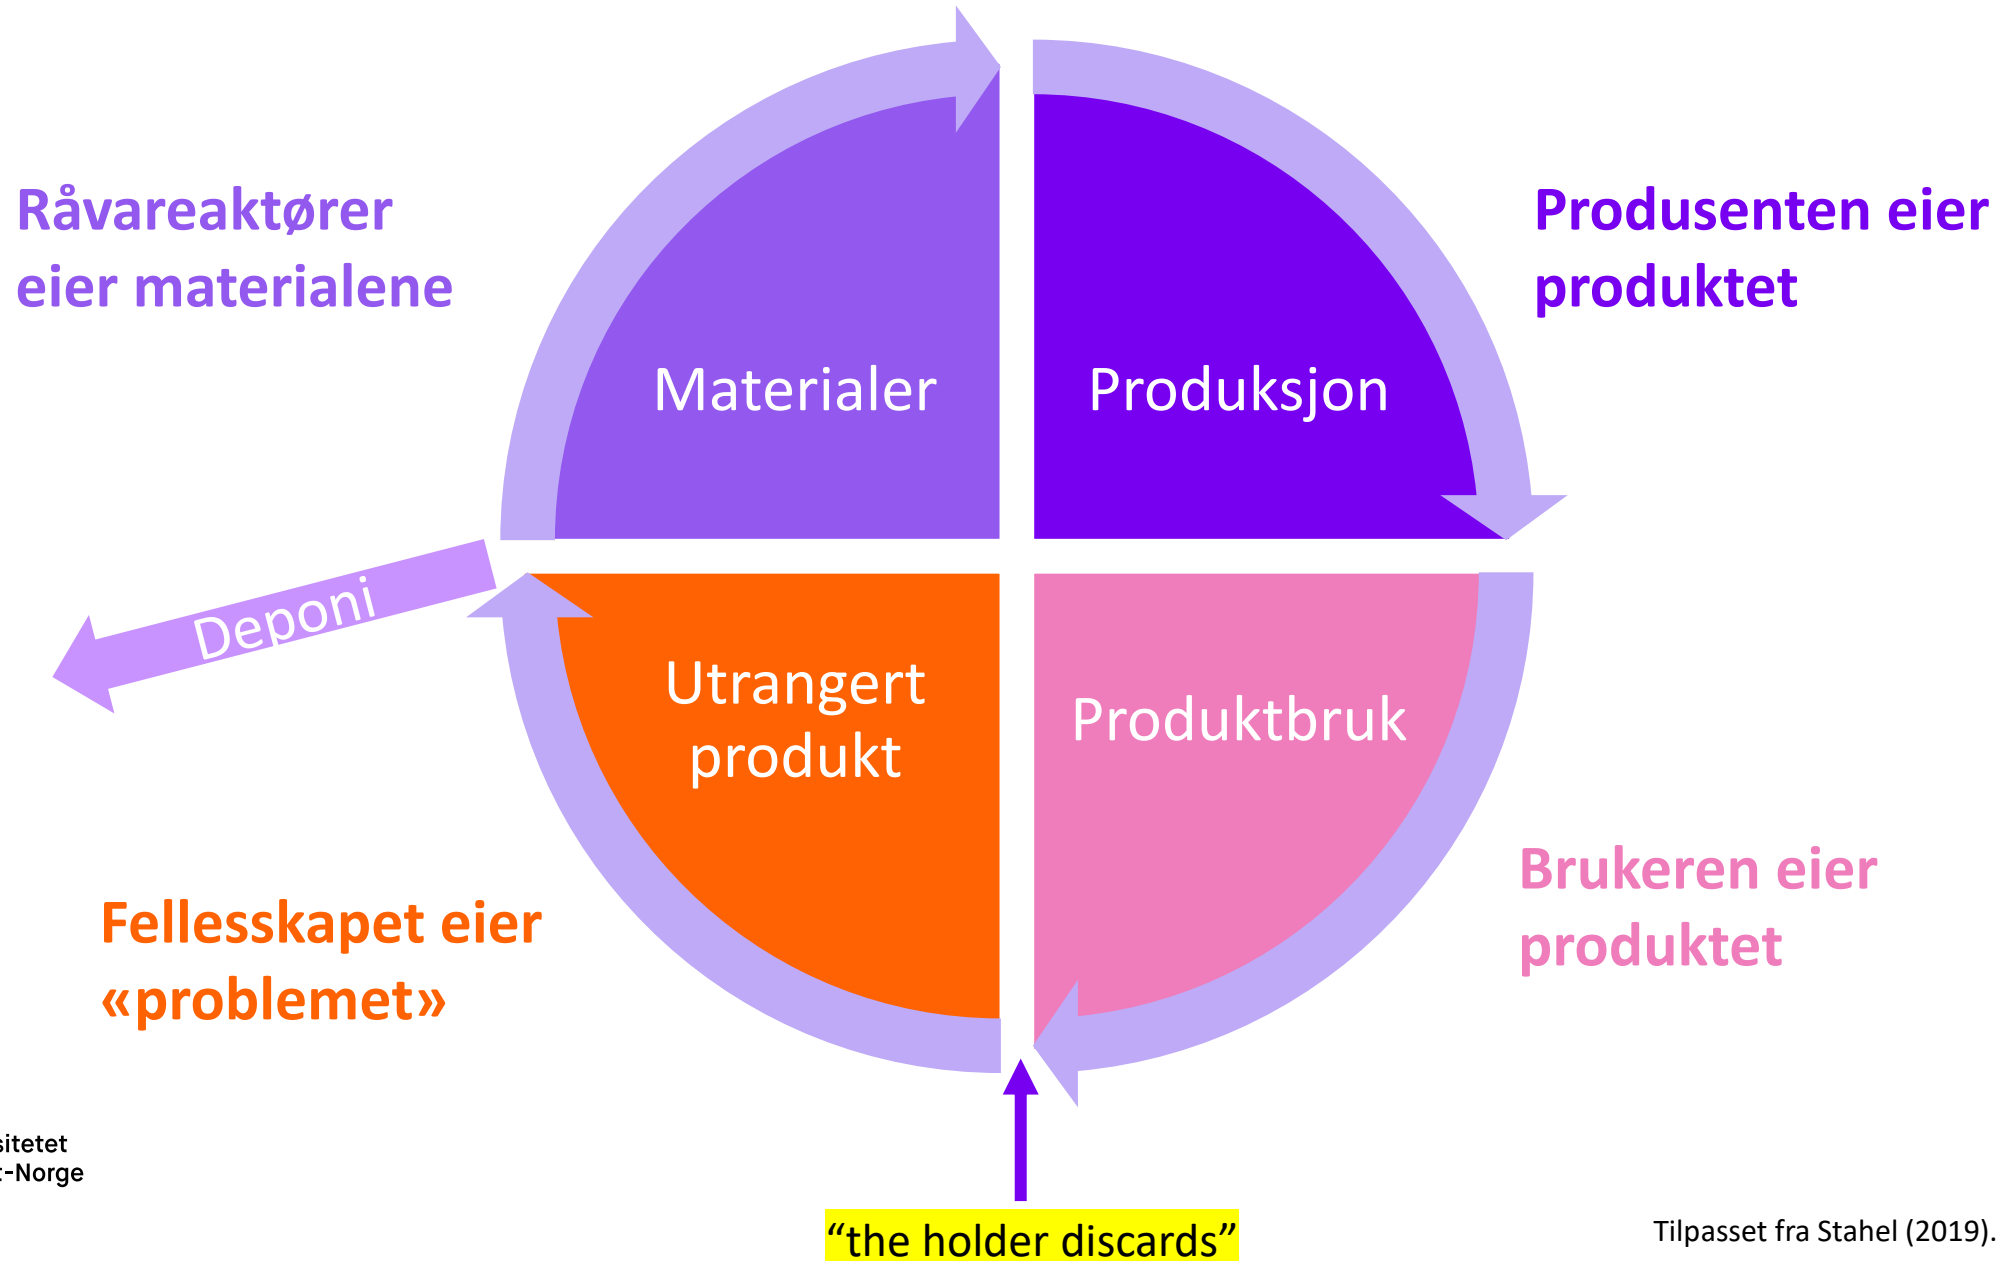 Råvareaktører
eier materialene
Produsenten eier
produktet
Materialer
Produksjon
Deponi
Utrangert
produkt
Produktbruk
Fellesskapet eier
«problemet»
Brukeren eier
produktet
-Norge
“the holder discards”
Tilpasset fra Stahel (2019).